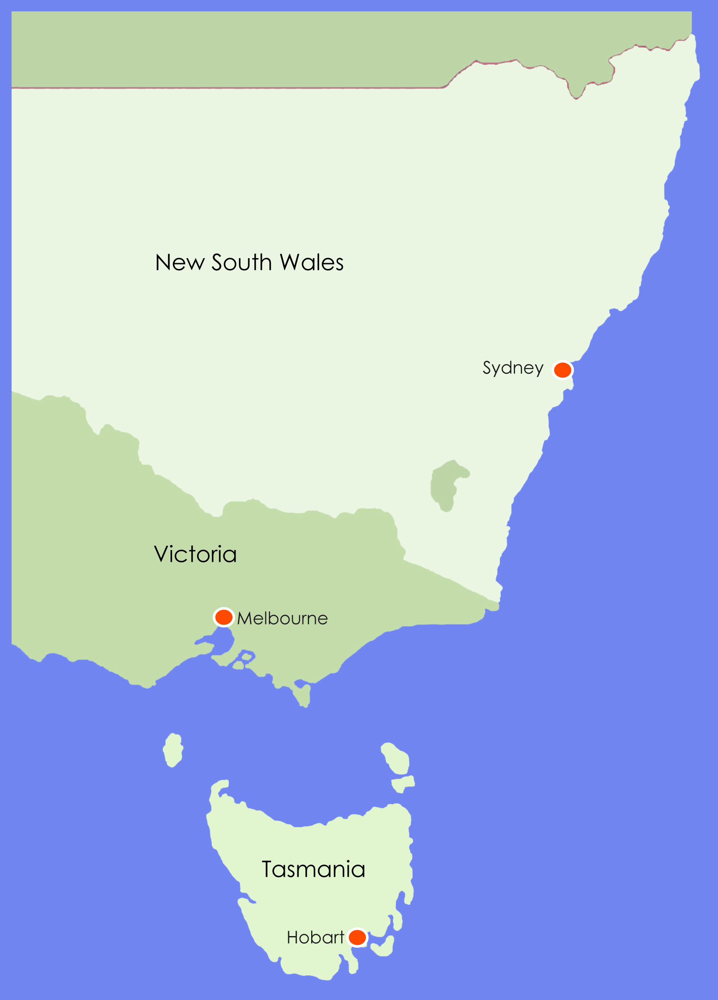 New South Wales
Sydney
Victoria
Melbourne
Tasmania
Hobart